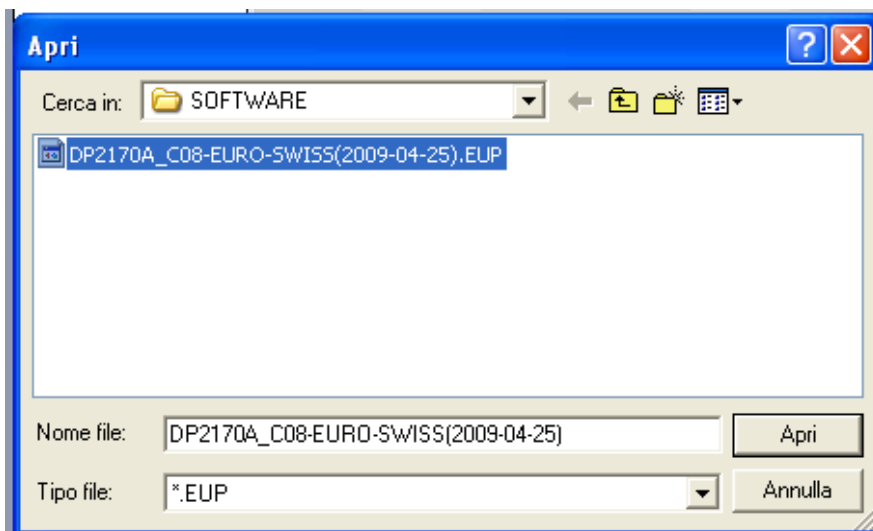 Apri
Cerca in: SOFTWARE
DP2170A_C08-EURO-SWISS(2009-04-25).EUP
Nome file: DP2170A_C08-EURO-SWISS(2009-04-25) Apri
Tipo file: *.EUP Annulla